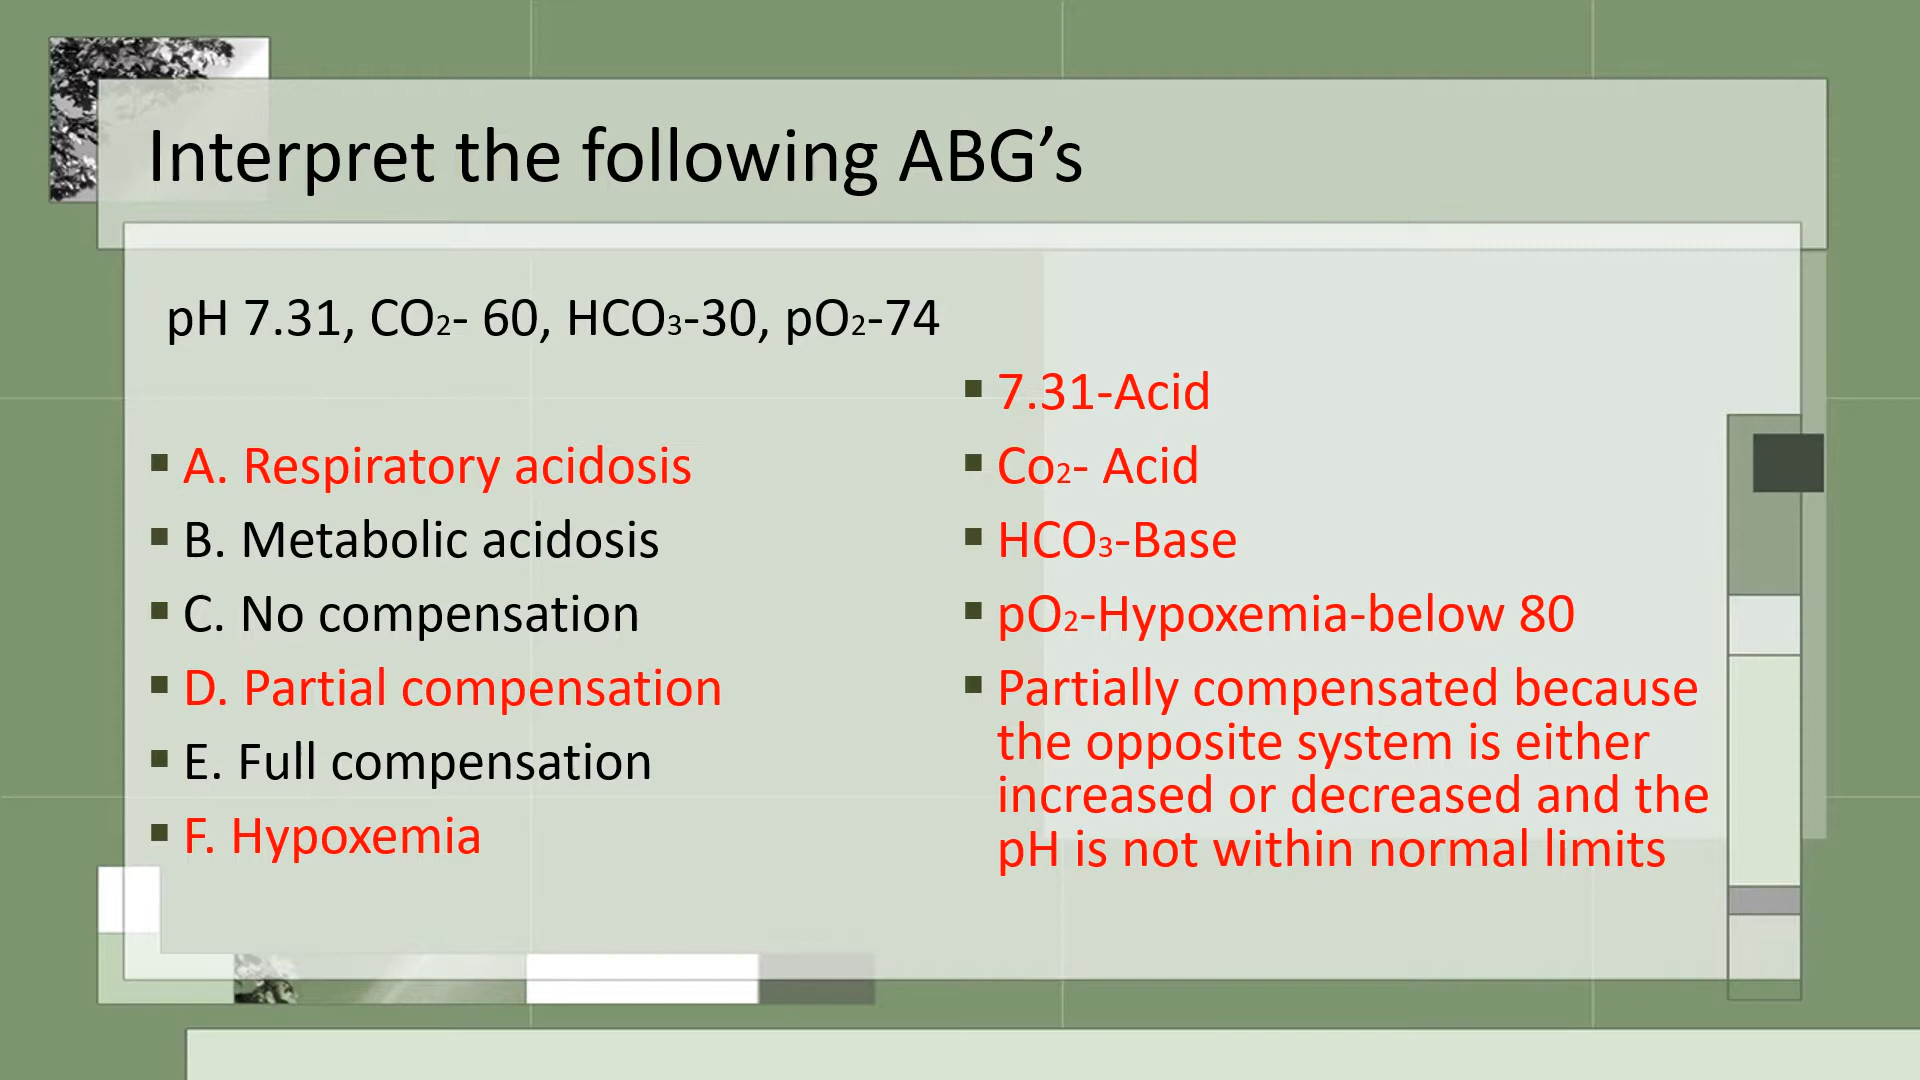 Interpret the following ABG’s
pH 7.31, CO₂- 60, HCO₃-30, pO₂-74
▪ A. Respiratory acidosis
▪ B. Metabolic acidosis
▪ C. No compensation
▪ D. Partial compensation
▪ E. Full compensation
▪ F. Hypoxemia
▪ 7.31-Acid
▪ Co₂- Acid
▪ HCO₃-Base
▪ pO₂-Hypoxemia-below 80
▪ Partially compensated because
the opposite system is either
increased or decreased and the
pH is not within normal limits